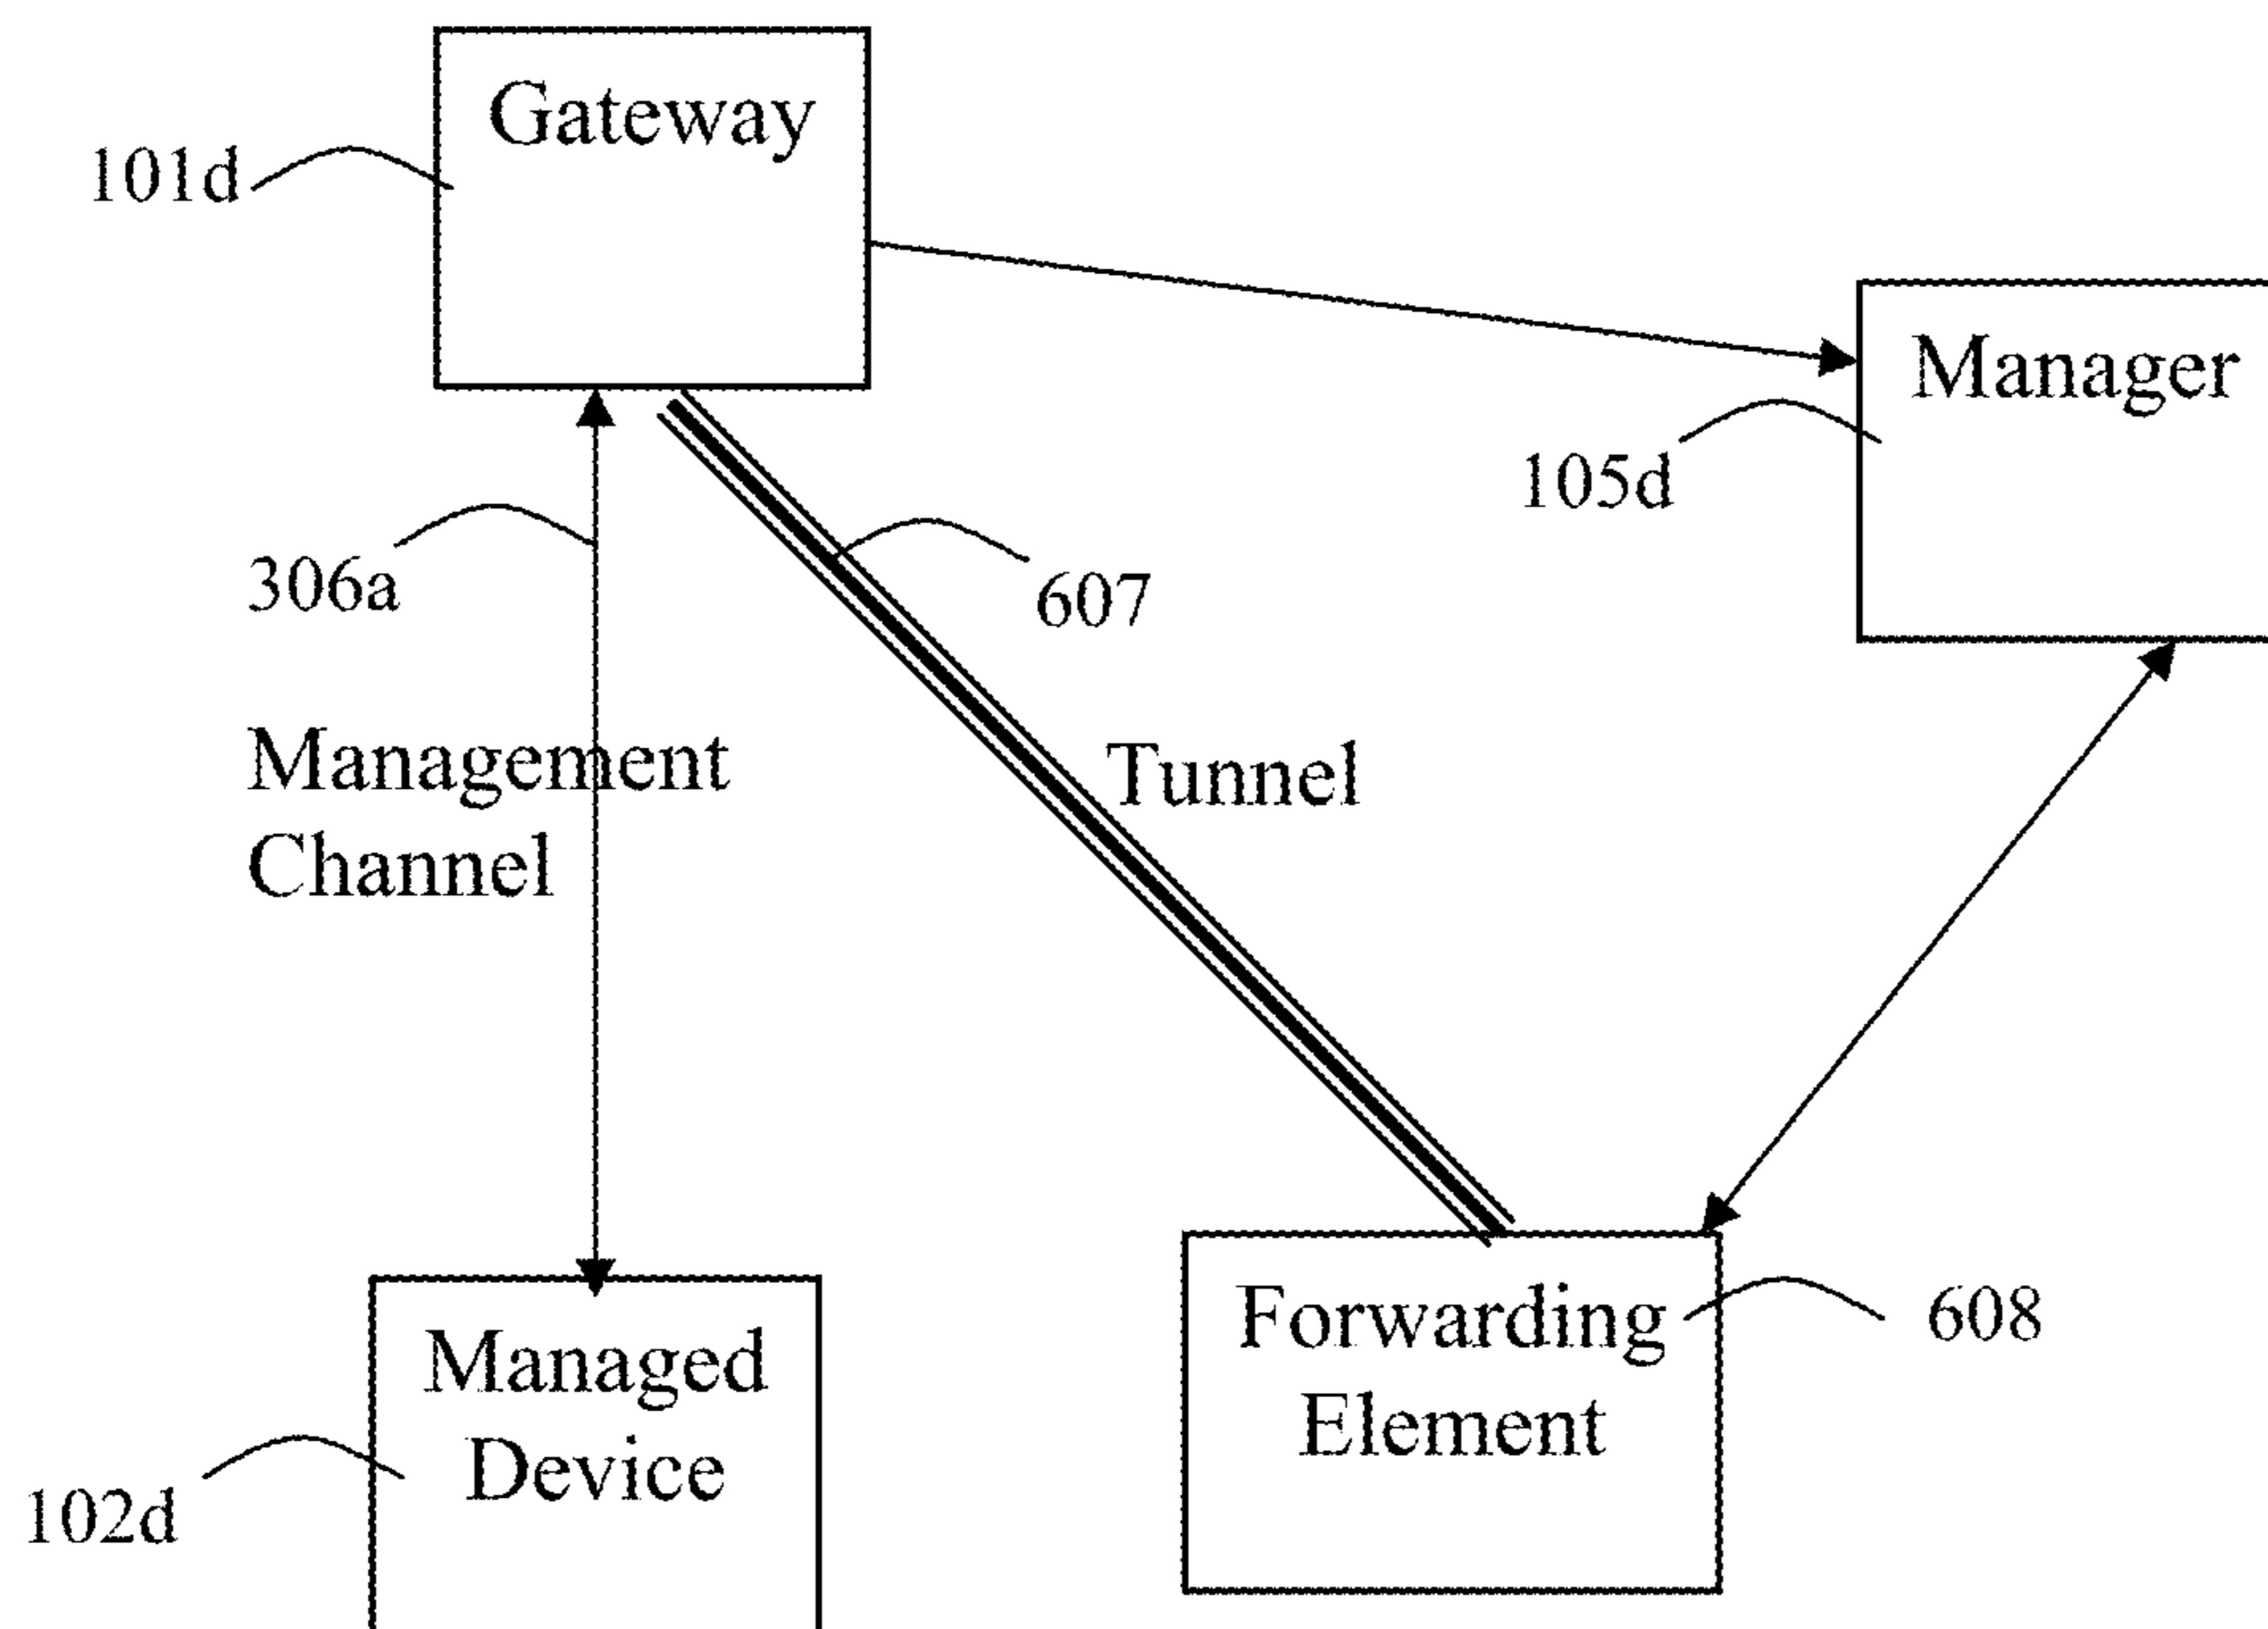 Gateway
101d
Manager
105d
306a
607
Management
Channel
Tunnel
Forwarding
Element
608
Managed
Device
102d